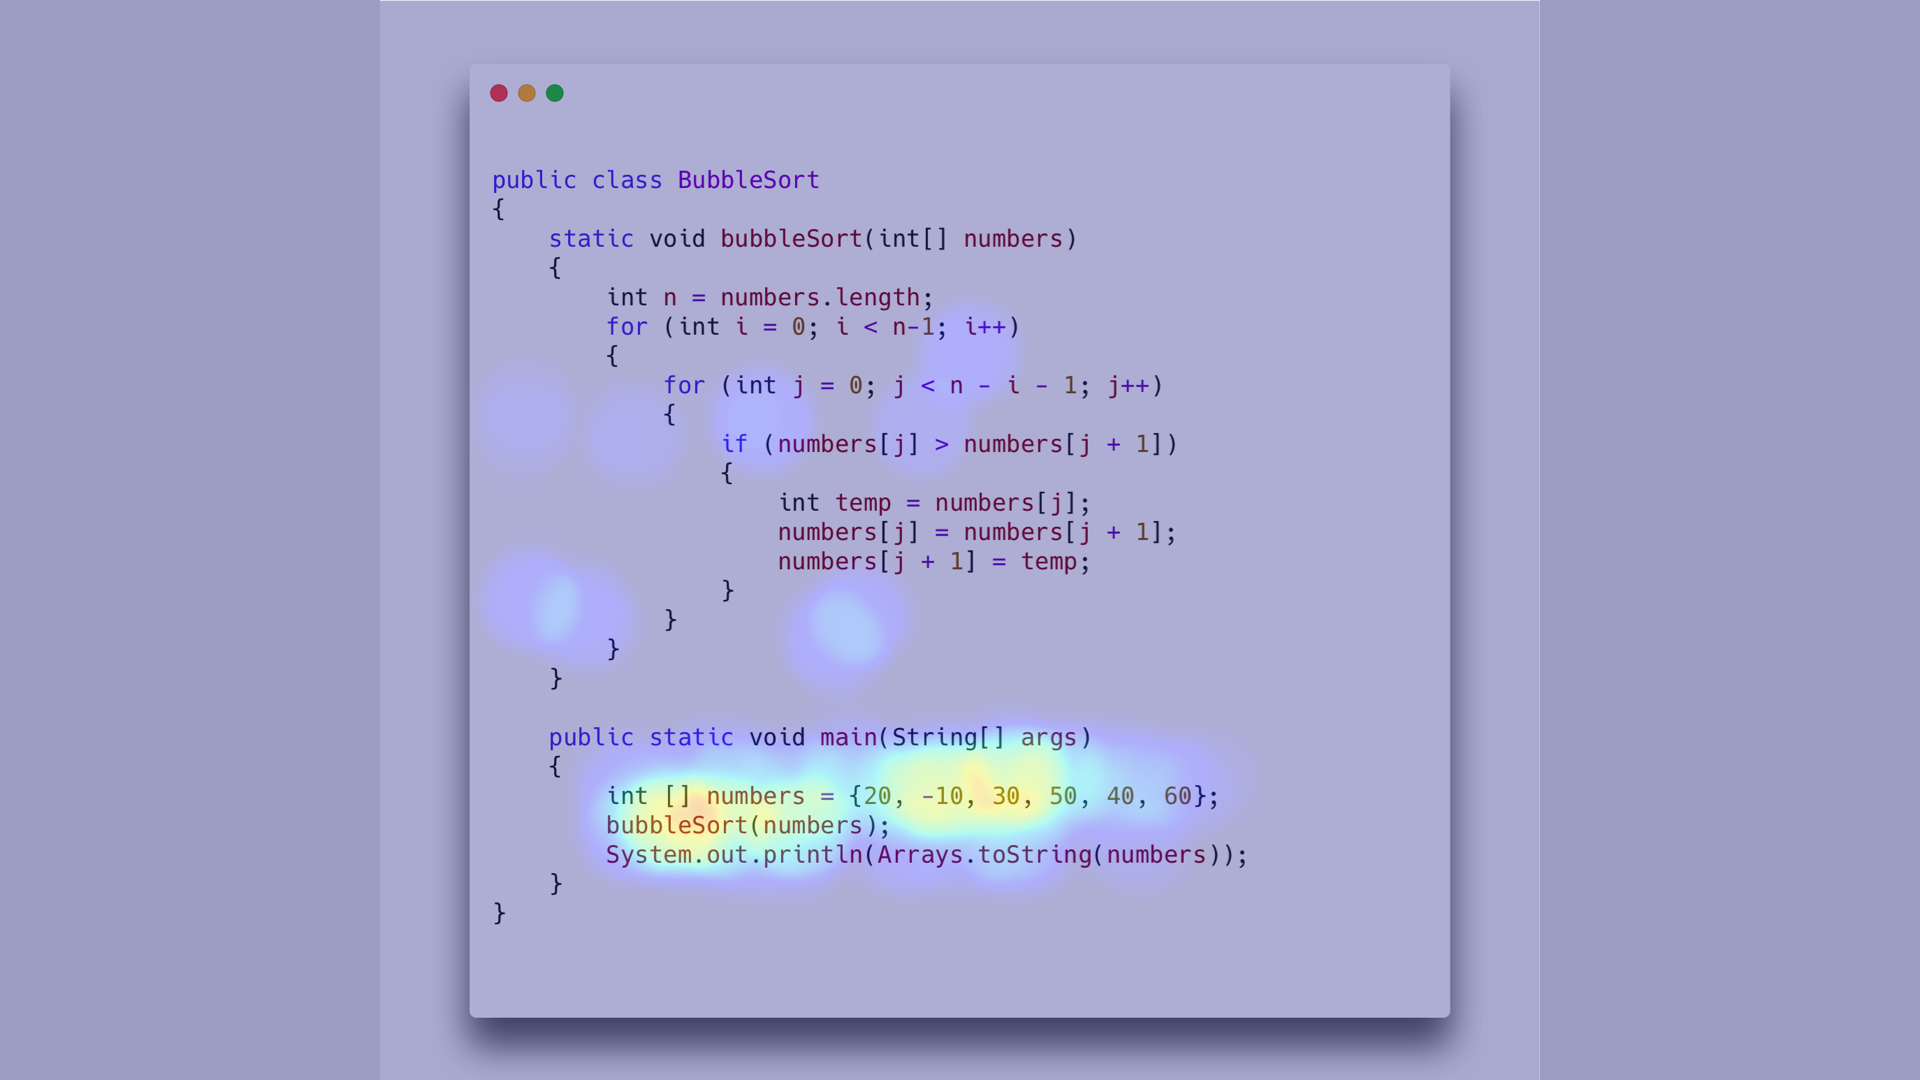 public class BubbleSort
{
    static void bubbleSort(int[] numbers)
    {
        int n = numbers.length;
        for (int i = 0; i < n-1; i++)
        {
            for (int j = 0; j < n - i - 1; j++)
            {
                if (numbers[j] > numbers[j + 1])
                {
                    int temp = numbers[j];
                    numbers[j] = numbers[j + 1];
                    numbers[j + 1] = temp;
                }
            }
        }
    }

    public static void main(String[] args)
    {
        int [] numbers = {20, -10, 30, 50, 40, 60};
        bubbleSort(numbers);
        System.out.println(Arrays.toString(numbers));
    }
}